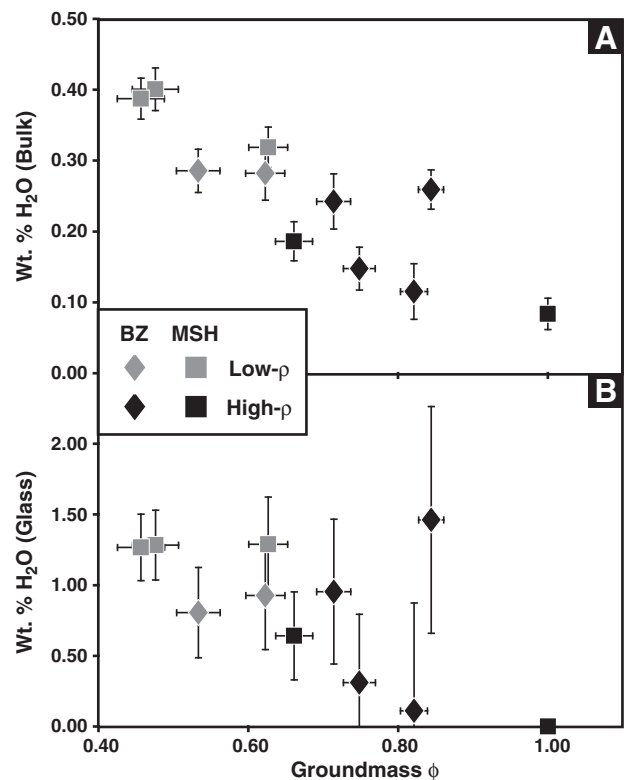 0.50
A
0.40
0.30
0.20
0.10
0.00
Wt. % H₂O (Bulk)
BZ MSH
Low-ρ
High-ρ
B
2.00
1.50
1.00
0.50
0.00
Wt. % H₂O (Glass)
0.40 0.60 0.80 1.00
Groundmass ϕ